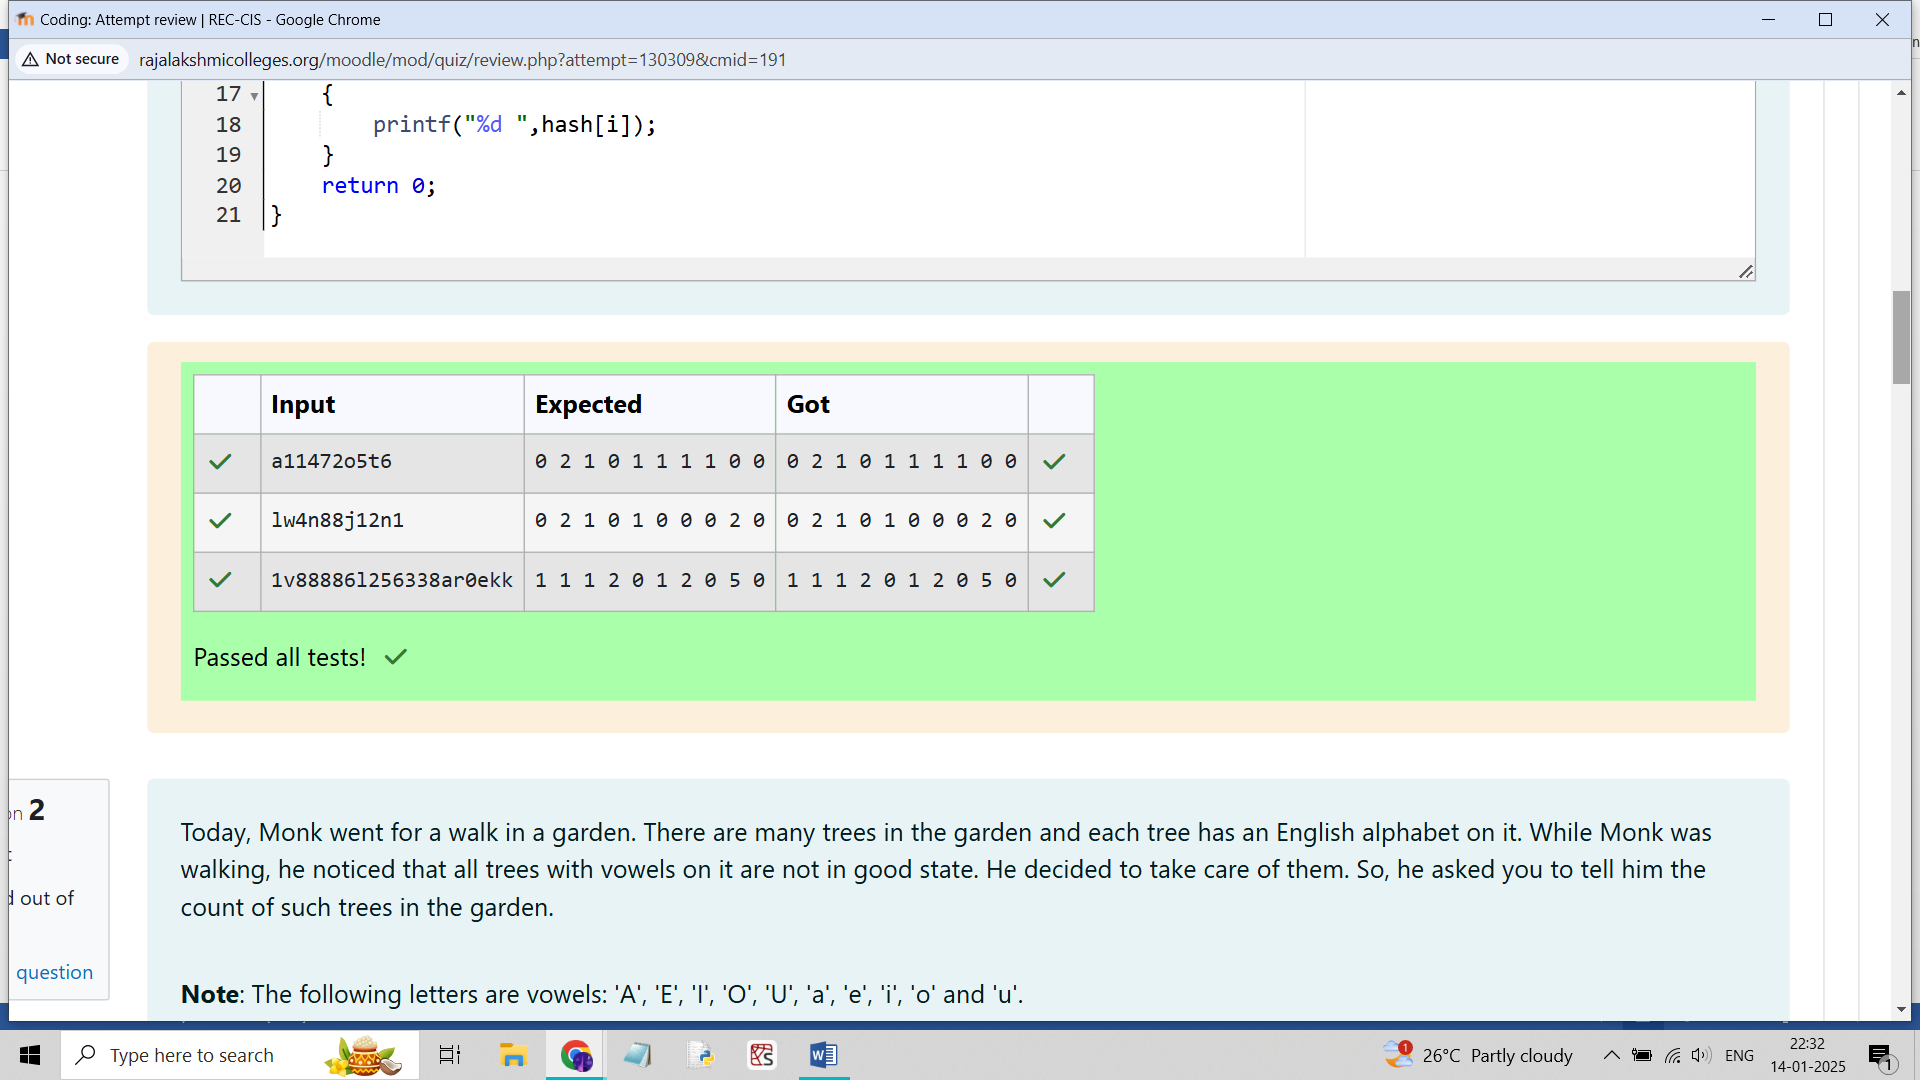 Coding: Attempt review | REC-CIS - Google Chrome
Not secure rajalakshmicolleges.org/moodle/mod/quiz/review.php?attempt=130309&cmid=191
17 {
18 printf("%d ",hash[i]);
19 }
20 return 0;
21 }
Input Expected Got
a11472o5t6 0 2 1 0 1 1 1 1 0 0 0 2 1 0 1 1 1 1 0 0
lw4n88j12n1 0 2 1 0 1 0 0 0 2 0 0 2 1 0 1 0 0 0 2 0
1v88886l256338ar0ekk 1 1 1 2 0 1 2 0 5 0 1 1 1 2 0 1 2 0 5 0
Passed all tests!
on 2
d out of
question
Today, Monk went for a walk in a garden. There are many trees in the garden and each tree has an English alphabet on it. While Monk was
walking, he noticed that all trees with vowels on it are not in good state. He decided to take care of them. So, he asked you to tell him the
count of such trees in the garden.
Note: The following letters are vowels: 'A', 'E', 'I', 'O', 'U', 'a', 'e', 'i', 'o' and 'u'.
Type here to search
1 26°C Partly cloudy ENG 22:32
14-01-2025
1